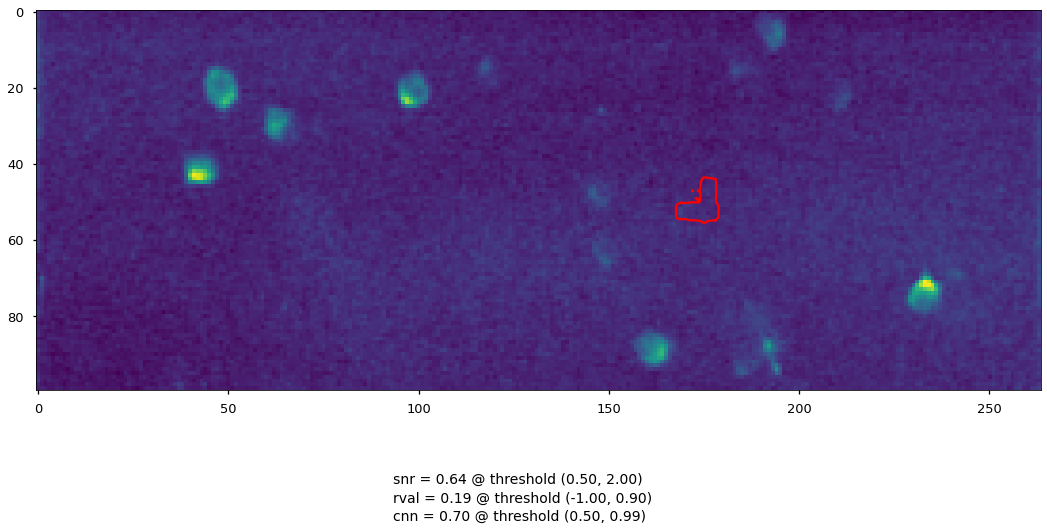 0
20
40
60
80
0 50 100 150 200 250
snr = 0.64 @ threshold (0.50, 2.00)
rval = 0.19 @ threshold (-1.00, 0.90)
cnn = 0.70 @ threshold (0.50, 0.99)